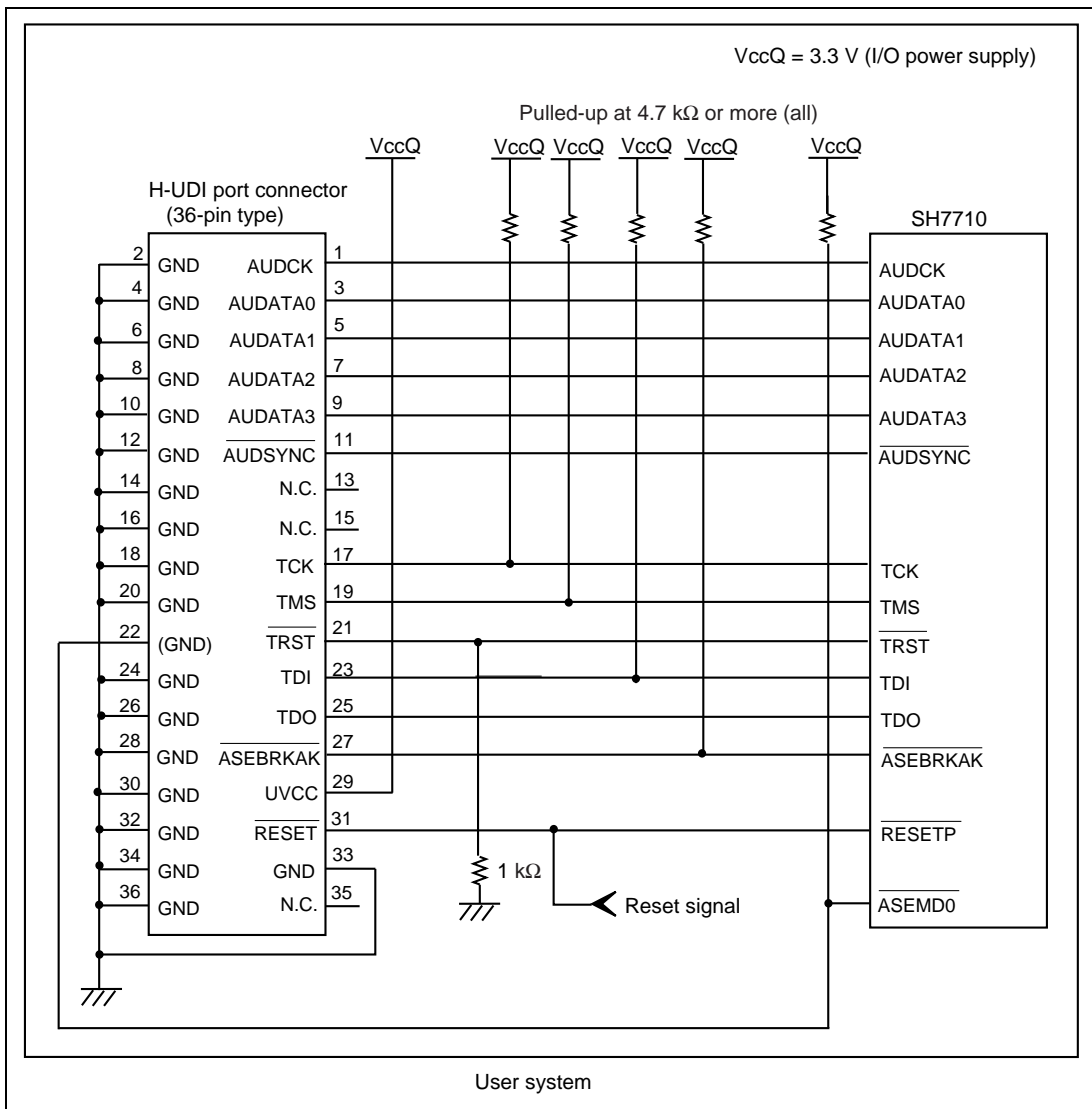 VccQ = 3.3 V (I/O power supply)
Pulled-up at 4.7 kΩ or more (all)
VccQ VccQ VccQ VccQ VccQ VccQ
H-UDI port connector
(36-pin type)
SH7710
2 GND AUDCK 1 AUDCK
4 GND AUDATA0 3 AUDATA0
6 GND AUDATA1 5 AUDATA1
8 GND AUDATA2 7 AUDATA2
10 GND AUDATA3 9 AUDATA3
12 GND AUDSYNC 11 AUDSYNC
14 GND N.C. 13
16 GND N.C. 15
18 GND TCK 17 TCK
20 GND TMS 19 TMS
22 (GND) TRST 21 TRST
24 GND TDI 23 TDI
26 GND TDO 25 TDO
28 GND ASEBRKAK 27 ASEBRKAK
30 GND UVCC 29
32 GND RESET 31 RESETP
34 GND GND 33 1 kΩ
36 GND N.C. 35 Reset signal ASEMD0
User system